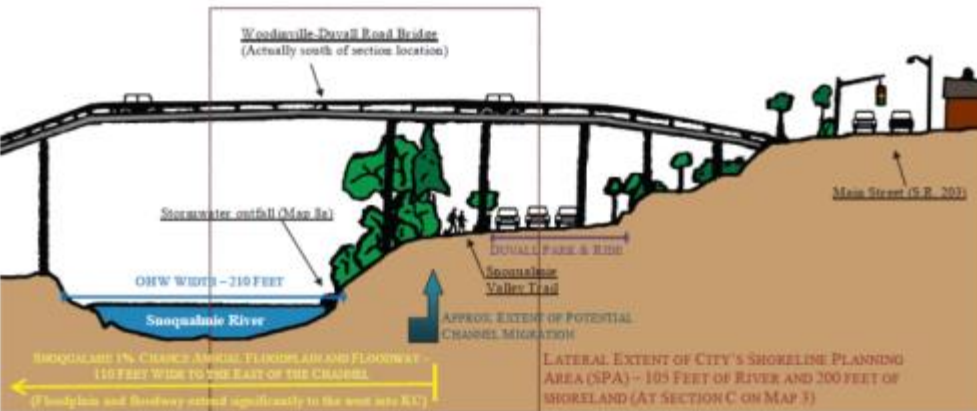 Woodinville-Duvall Road Bridge
(Actually south of section location)
Main Street (S.R. 203)
Stormwater outfall (Map 8a)
DUVALL PARK & RIDE
Snoqualmie
Valley Trail
OHW WIDTH – 210 FEET
Snoqualmie River
APPROX. EXTENT OF POTENTIAL
CHANNEL MIGRATION
SNOQUALMIE 1% CHANCE ANNUAL FLOODPLAIN AND FLOODWAY –
110 FEET WIDE TO THE EAST OF THE CHANNEL
(Floodplain and floodway extend significantly to the west into KC)
LATERAL EXTENT OF CITY'S SHORELINE PLANNING
AREA (SPA) – 105 FEET OF RIVER AND 200 FEET OF
SHORELAND (AT SECTION C ON MAP 3)